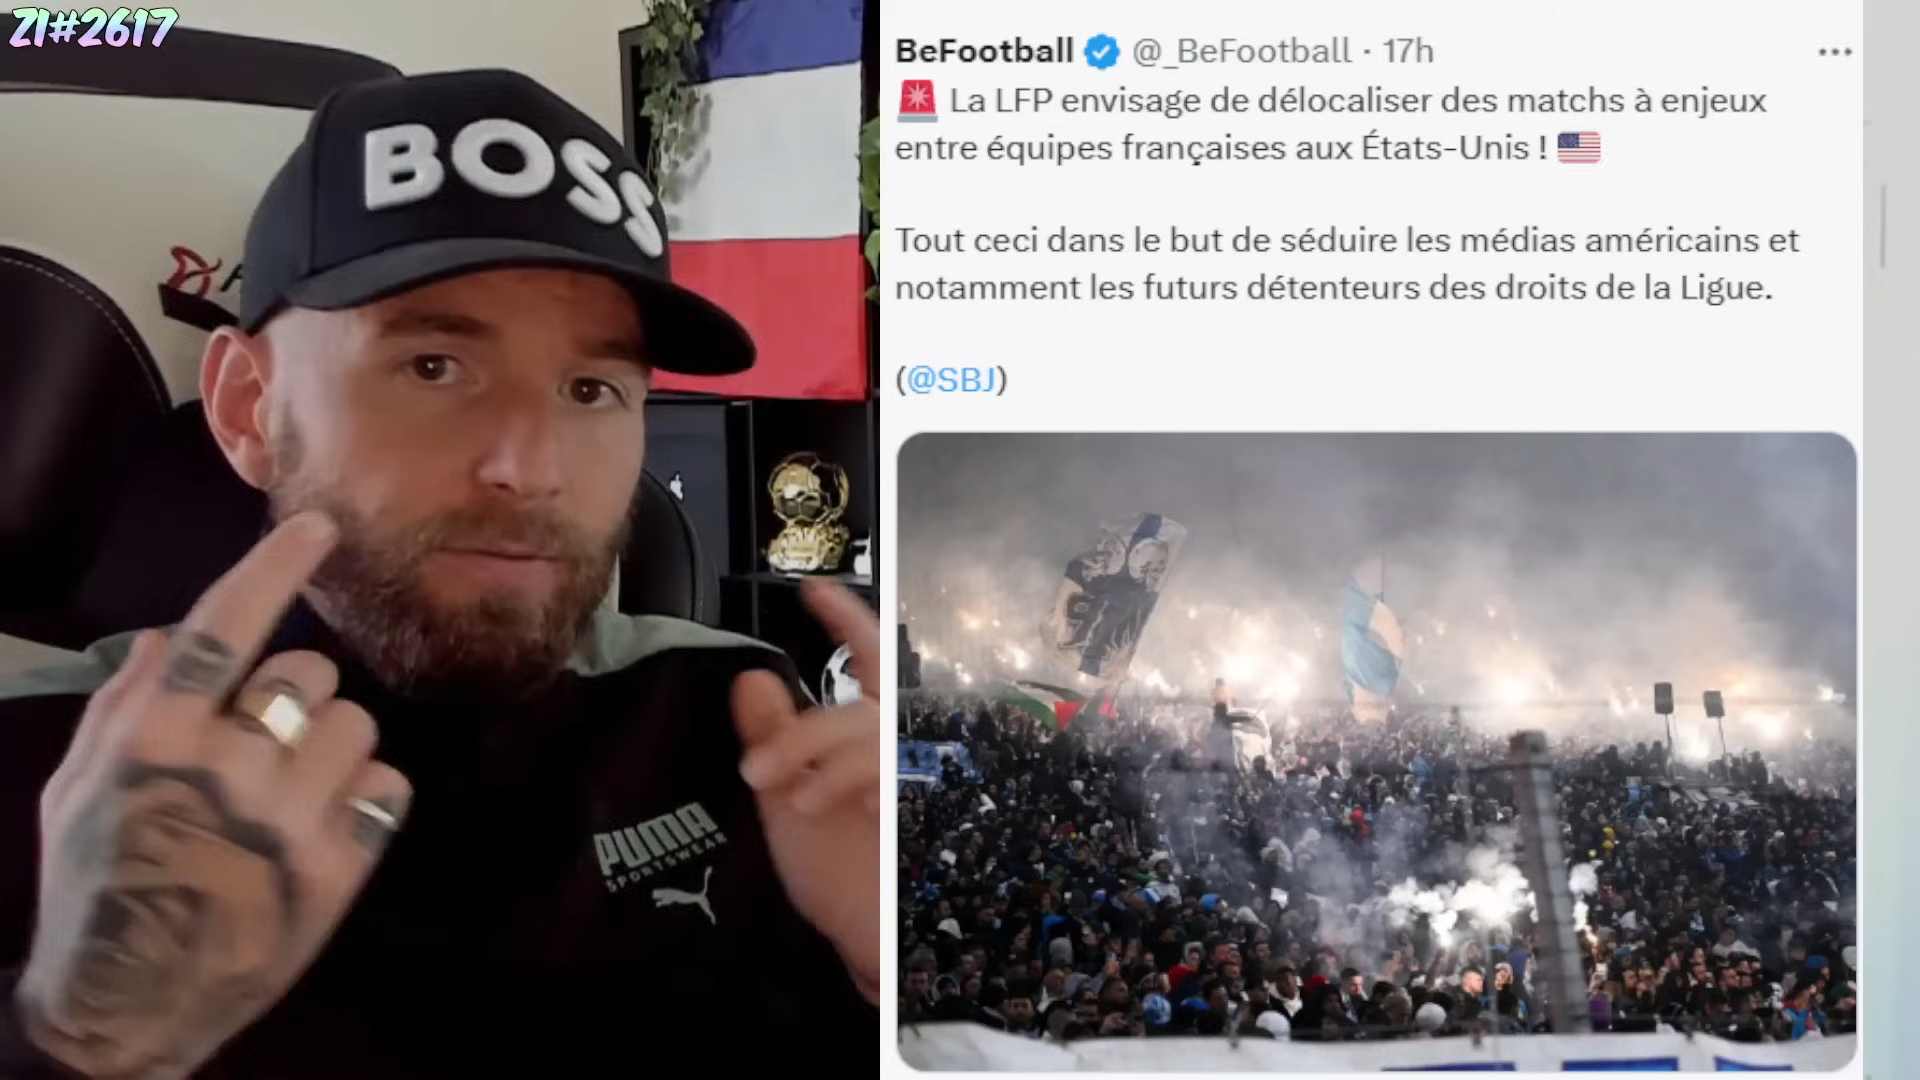 ZI#2617
BOSS
PUMA
SPORTSWEAR
BeFootball @_BeFootball · 17h
🚨 La LFP envisage de délocaliser des matchs à enjeux
entre équipes françaises aux États-Unis ! 🇺🇸
Tout ceci dans le but de séduire les médias américains et
notamment les futurs détenteurs des droits de la Ligue.
(@SBJ)